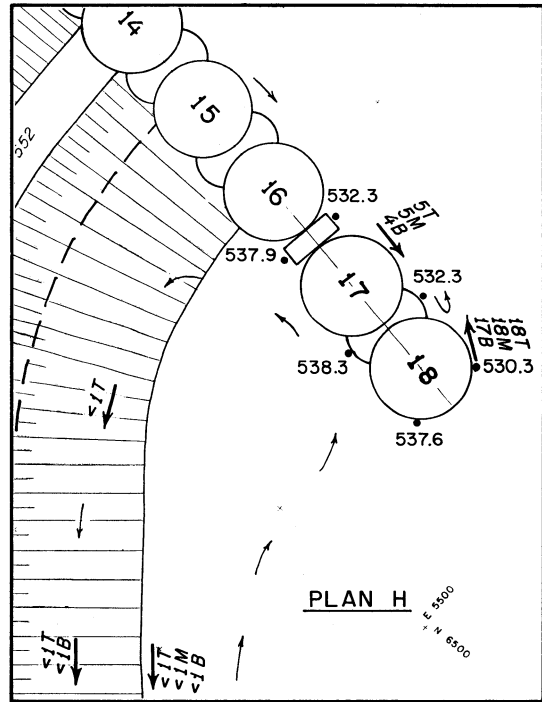 14
552
15
16
532.3
5T
5M
4B
537.9
17
532.3
18T
18M
17B
538.3
18
530.3
537.6
<1T
PLAN H
E 5500
+ N 6500
<1T
<1B
<1T
<1M
<1B